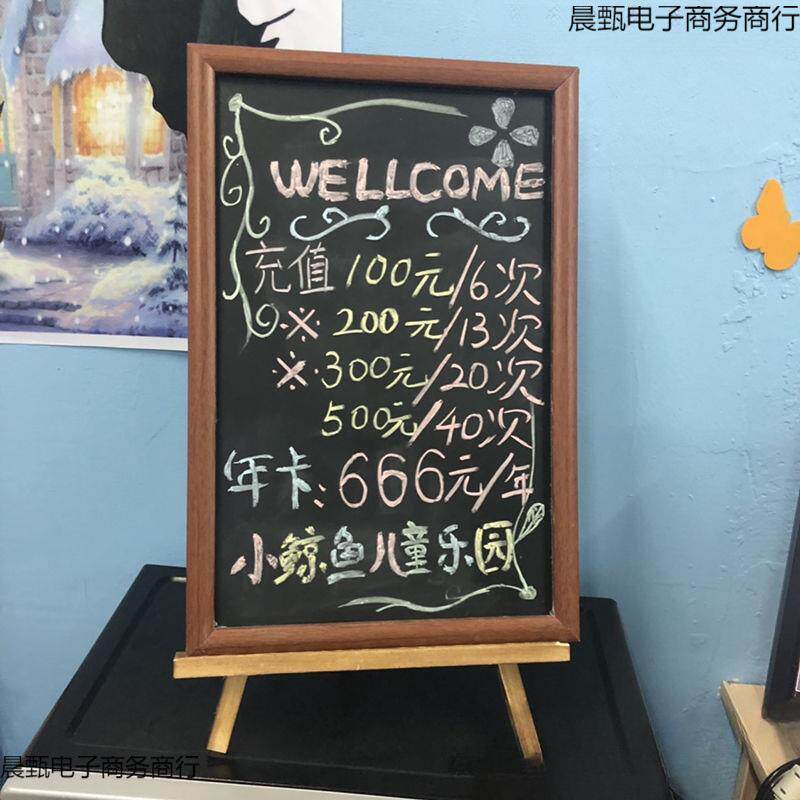 晨甄电子商务商行
WELLCOME
充值100元/6次
※200元/13次
※300元/20次
500元/40次
年卡:666元/年
小鲸鱼儿童乐园
晨甄电子商务商行